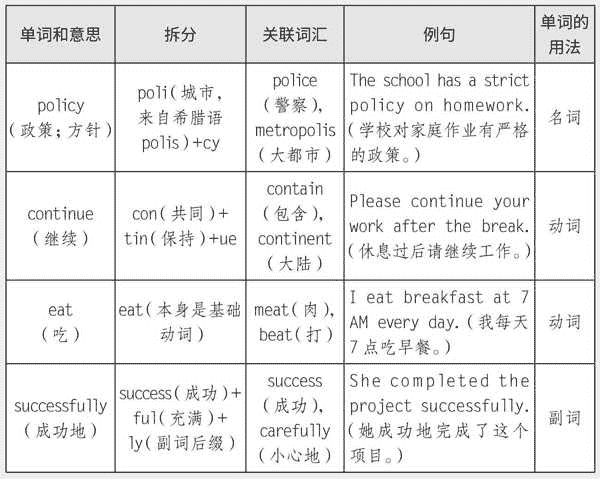 单词和意思 拆分 关联词汇 例句 单词的用法
policy
(政策；方针)
poli(城市，
来自希腊语
polis)+cy
police
(警察),
metropolis
(大都市)
The school has a strict
policy on homework.
(学校对家庭作业有严格
的政策。)
名词
continue
(继续)
con(共同)+
tin(保持)+ue
contain
(包含),
continent
(大陆)
Please continue your
work after the break.
(休息过后请继续工作。)
动词
eat
(吃)
eat(本身是基础
动词)
meat(肉),
beat(打)
I eat breakfast at 7
AM every day.(我每天
7点吃早餐。)
动词
successfully
(成功地)
success(成功)+
ful(充满)+
ly(副词后缀)
success
(成功),
carefully
(小心地)
She completed the
project successfully.
(她成功地完成了这个
项目。)
副词